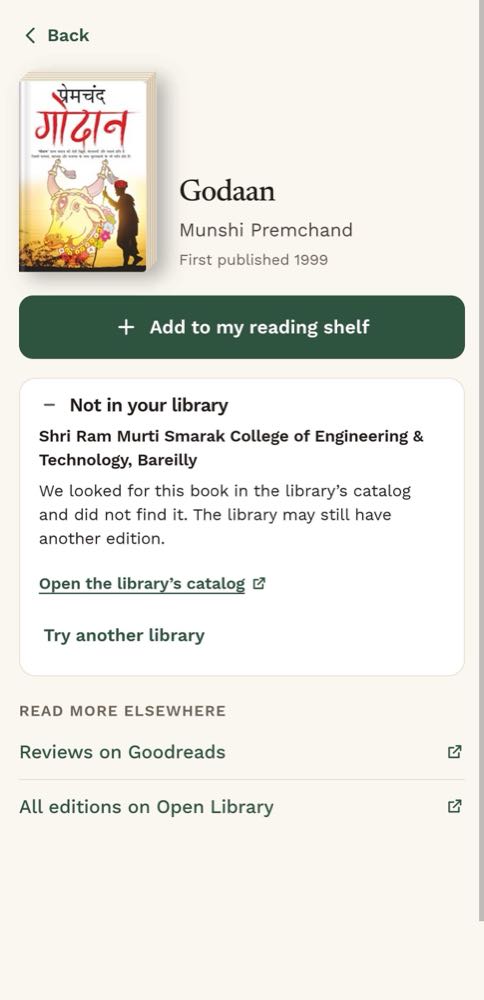 Back
प्रेमचंद
गोदान
Godaan
Munshi Premchand
First published 1999
+ Add to my reading shelf
Not in your library
Shri Ram Murti Smarak College of Engineering &
Technology, Bareilly
We looked for this book in the library’s catalog
and did not find it. The library may still have
another edition.
Open the library’s catalog
Try another library
READ MORE ELSEWHERE
Reviews on Goodreads
All editions on Open Library